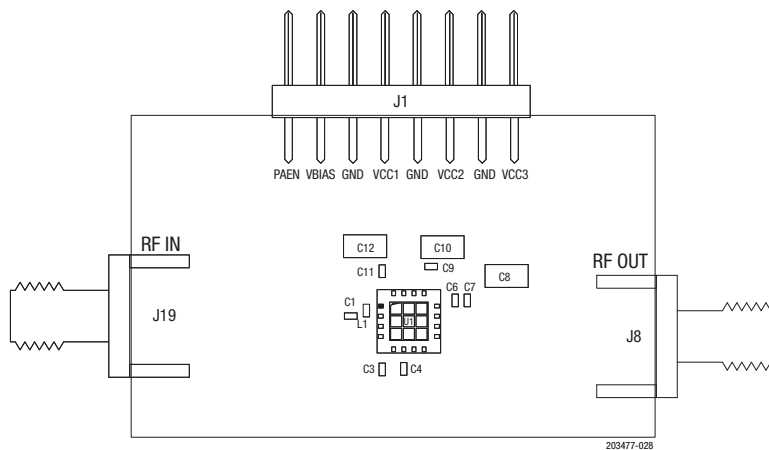 J1
PAEN VBIAS GND VCC1 GND VCC2 GND VCC3
RF IN
J19
C12
C10
C11
C9
C8
RF OUT
J8
C1
L1
U1
C6 C7
C3
C4
203477-028